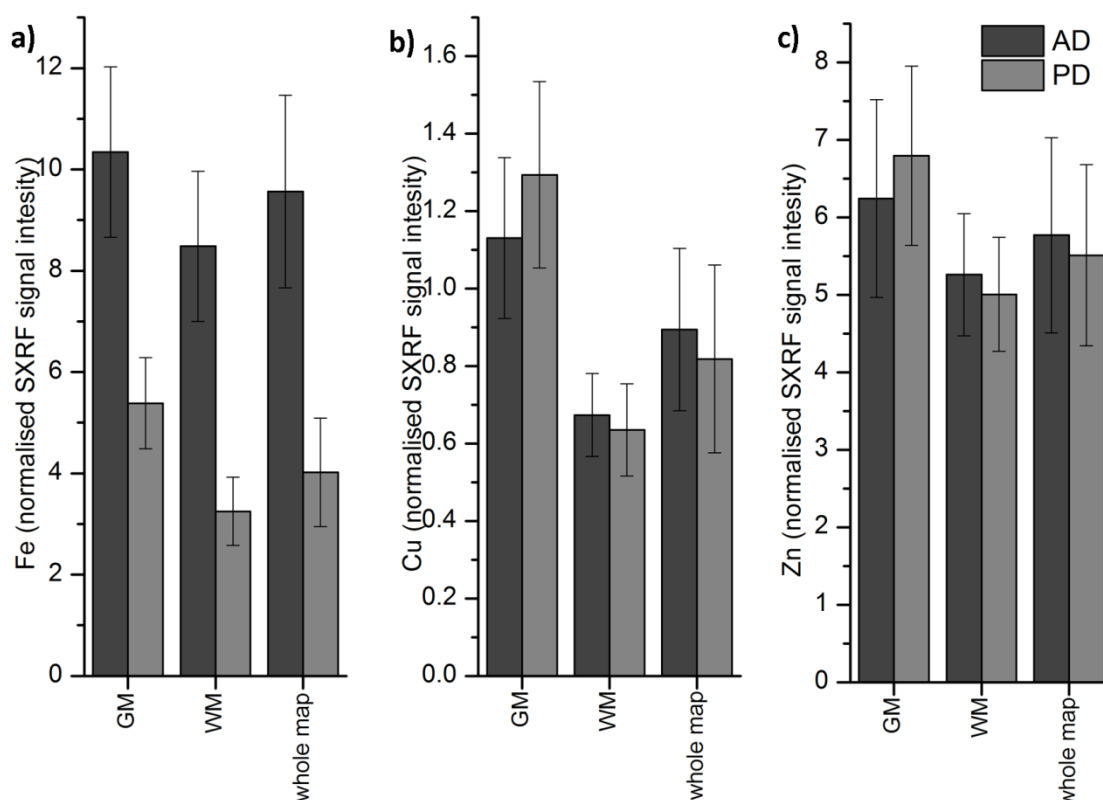 a)
Fe (normalised SXRF signal intesity)
12
10
8
6
4
2
0
GM
WM
whole map
b)
Cu (normalised SXRF signal intesity)
1.6
1.4
1.2
1.0
0.8
0.6
0.4
0.2
0.0
GM
WM
whole map
c)
Zn (normalised SXRF signal intesity)
8
7
6
5
4
3
2
1
0
GM
WM
whole map
AD
PD